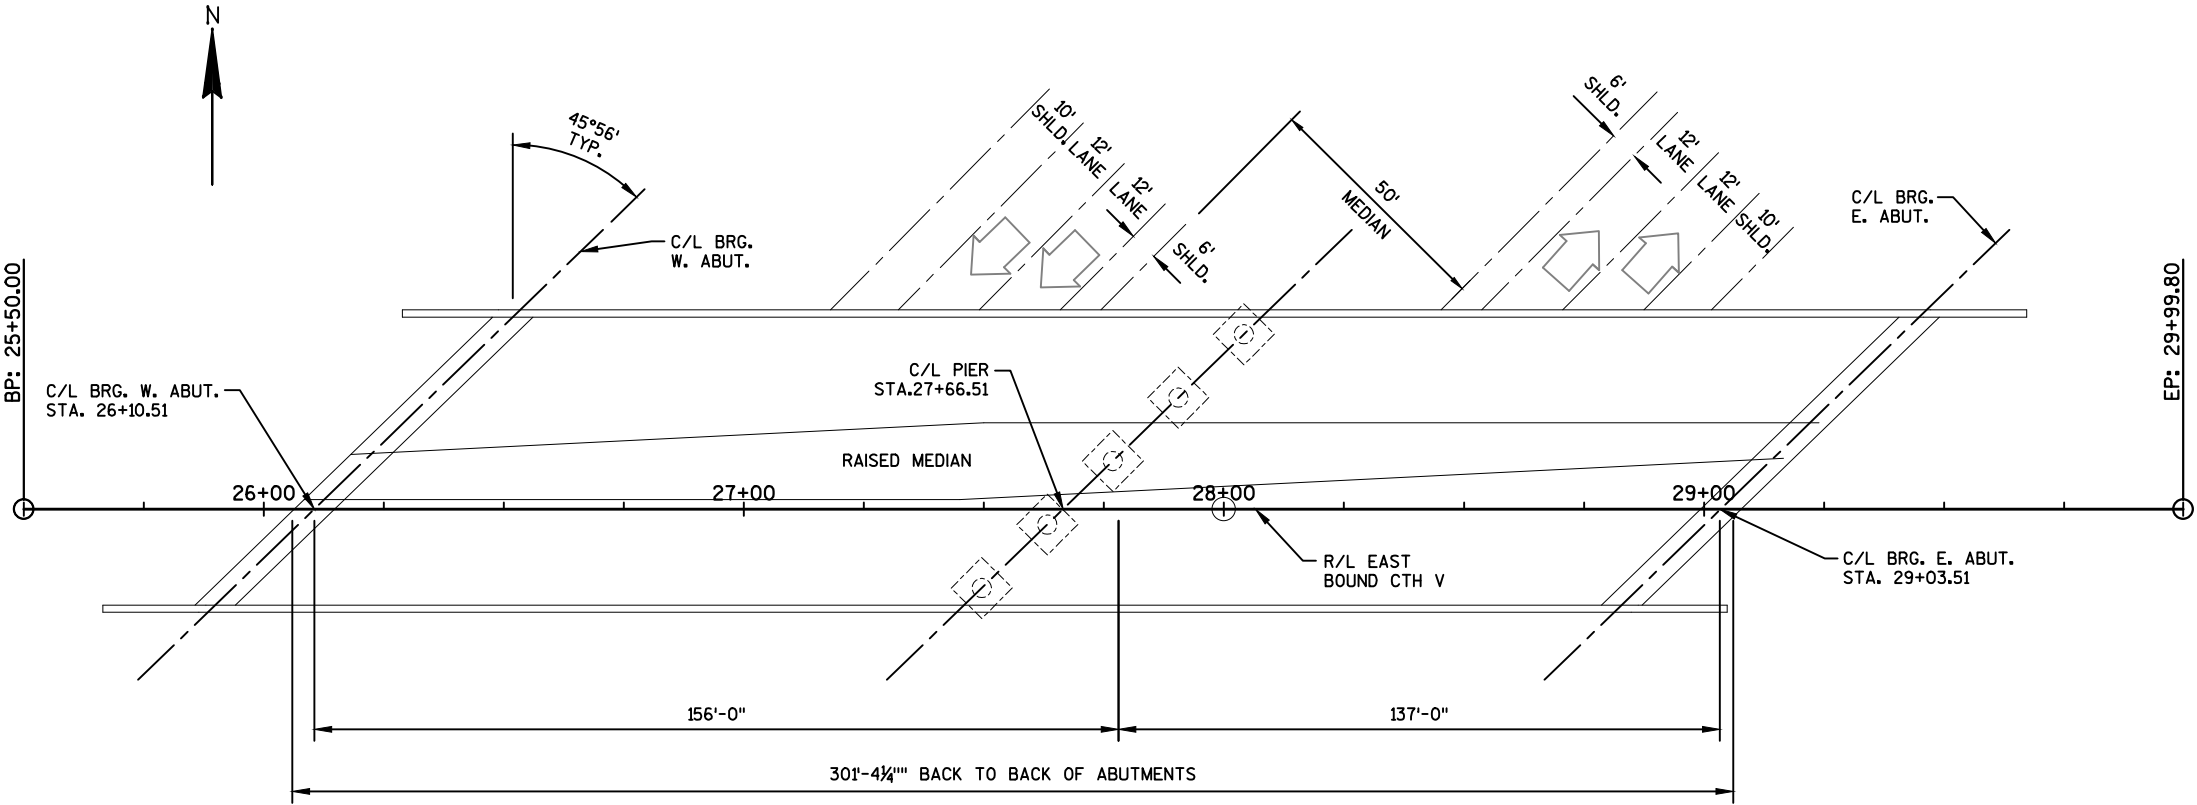 N
45°56'
TYP.
10'
SHLD.
12'
LANE
12'
LANE
6'
SHLD.
50'
MEDIAN
6'
SHLD.
12'
LANE
12'
LANE
10'
SHLD.
C/L BRG.
E. ABUT.
C/L BRG.
W. ABUT.
BP: 25+50.00
EP: 29+99.80
C/L BRG. W. ABUT.
STA. 26+10.51
C/L PIER
STA.27+66.51
RAISED MEDIAN
26+00
27+00
28+00
29+00
R/L EAST
BOUND CTH V
C/L BRG. E. ABUT.
STA. 29+03.51
156'-0"
137'-0"
301'-4¼"" BACK TO BACK OF ABUTMENTS